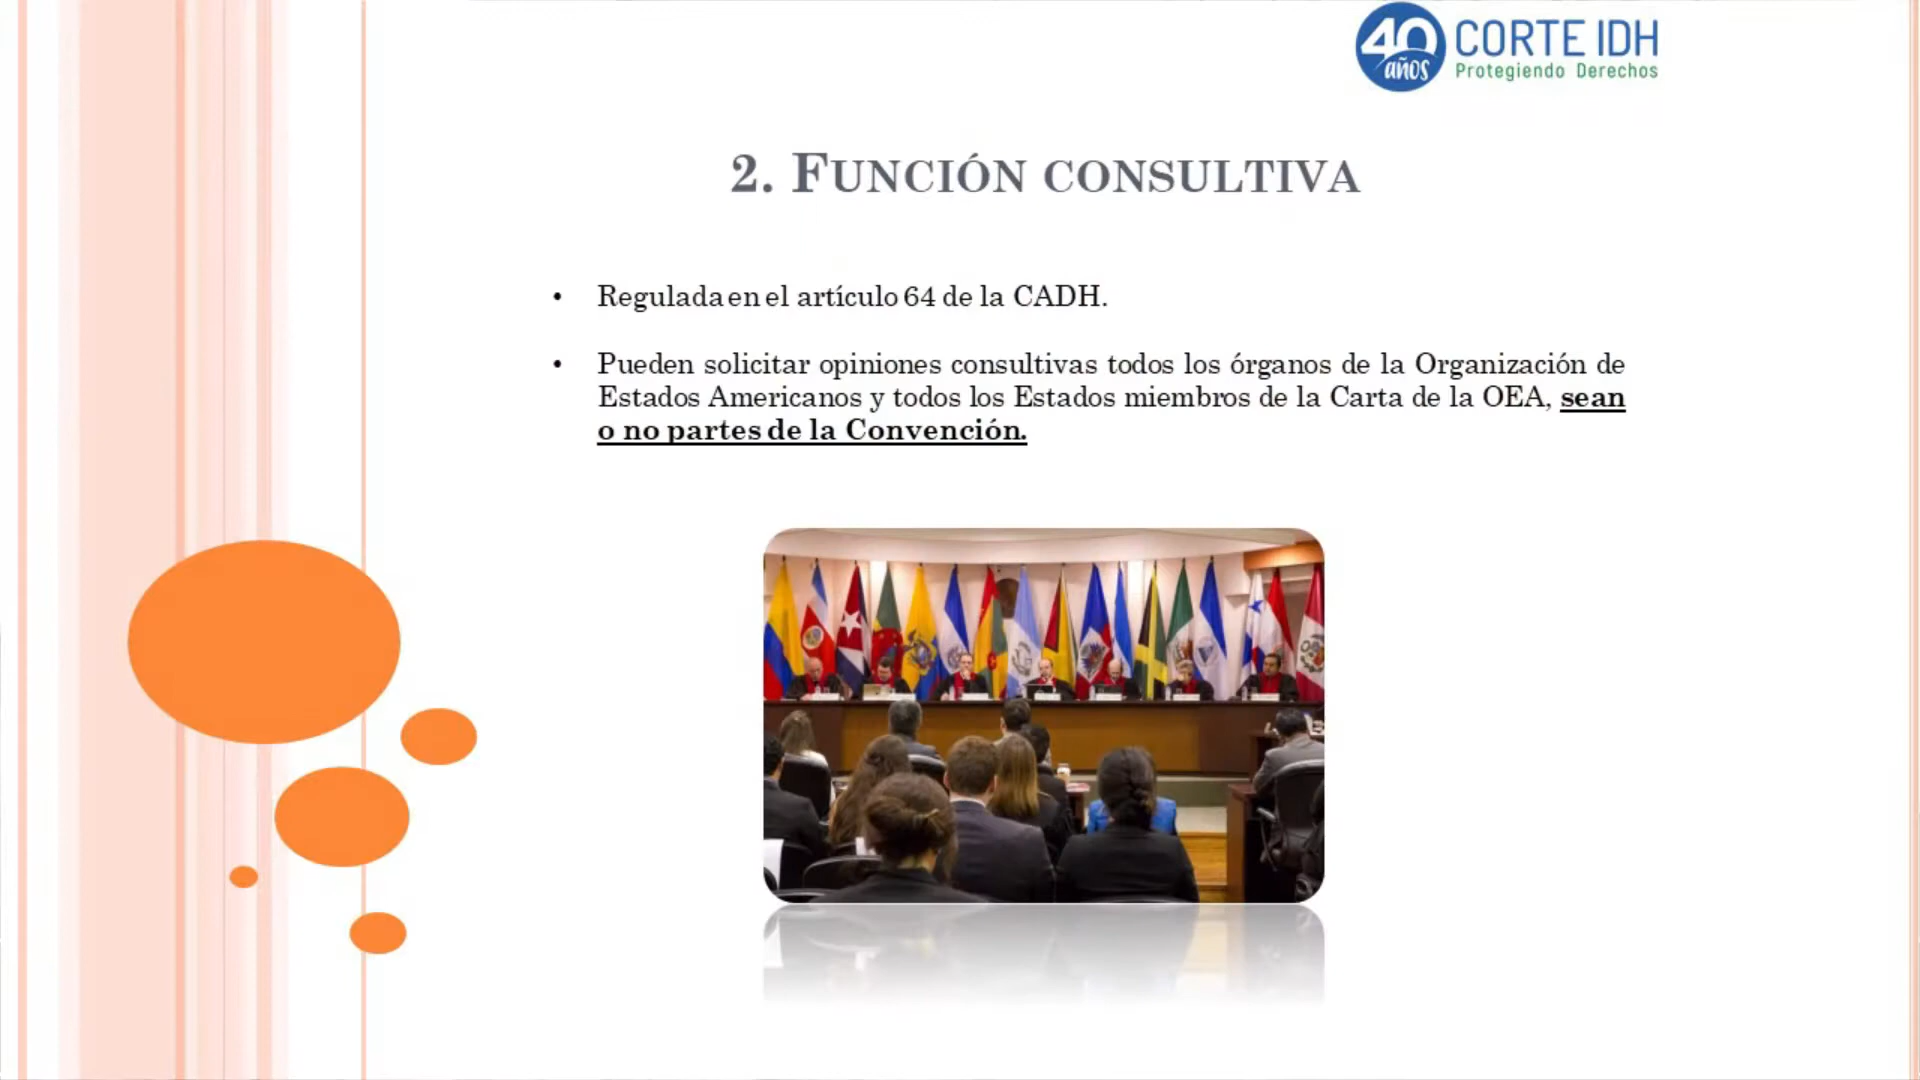 40
años
CORTE IDH
Protegiendo Derechos
2. FUNCIÓN CONSULTIVA
• Regulada en el artículo 64 de la CADH.
• Pueden solicitar opiniones consultivas todos los órganos de la Organización de
Estados Americanos y todos los Estados miembros de la Carta de la OEA, sean
o no partes de la Convención.